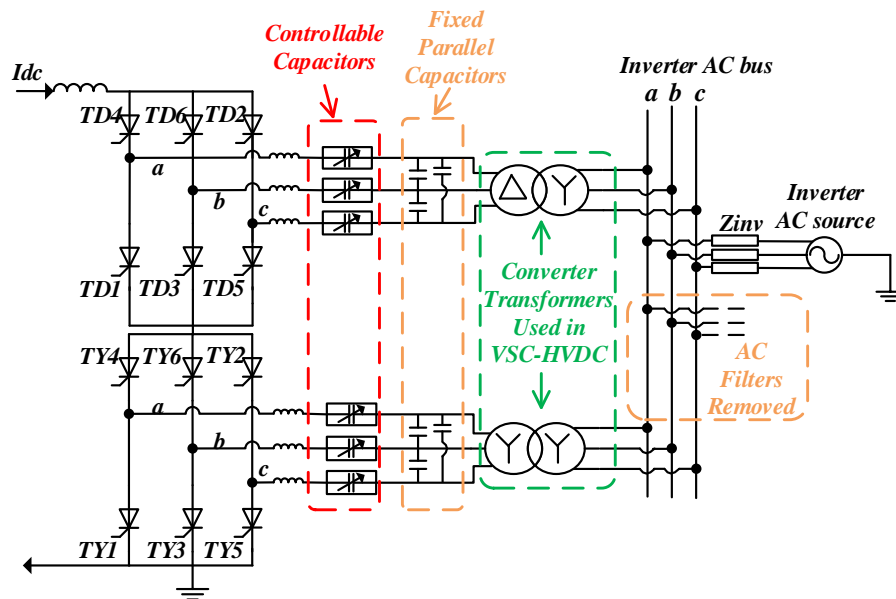 Controllable
Capacitors
Fixed
Parallel
Capacitors
Inverter AC bus
a b c
Idc
TD4 TD6 TD2
a
b
c
Inverter
AC source
Zinv
TD1 TD3 TD5
Converter
Transformers
Used in
VSC-HVDC
TY4 TY6 TY2
AC
Filters
Removed
a
b
c
TY1 TY3 TY5